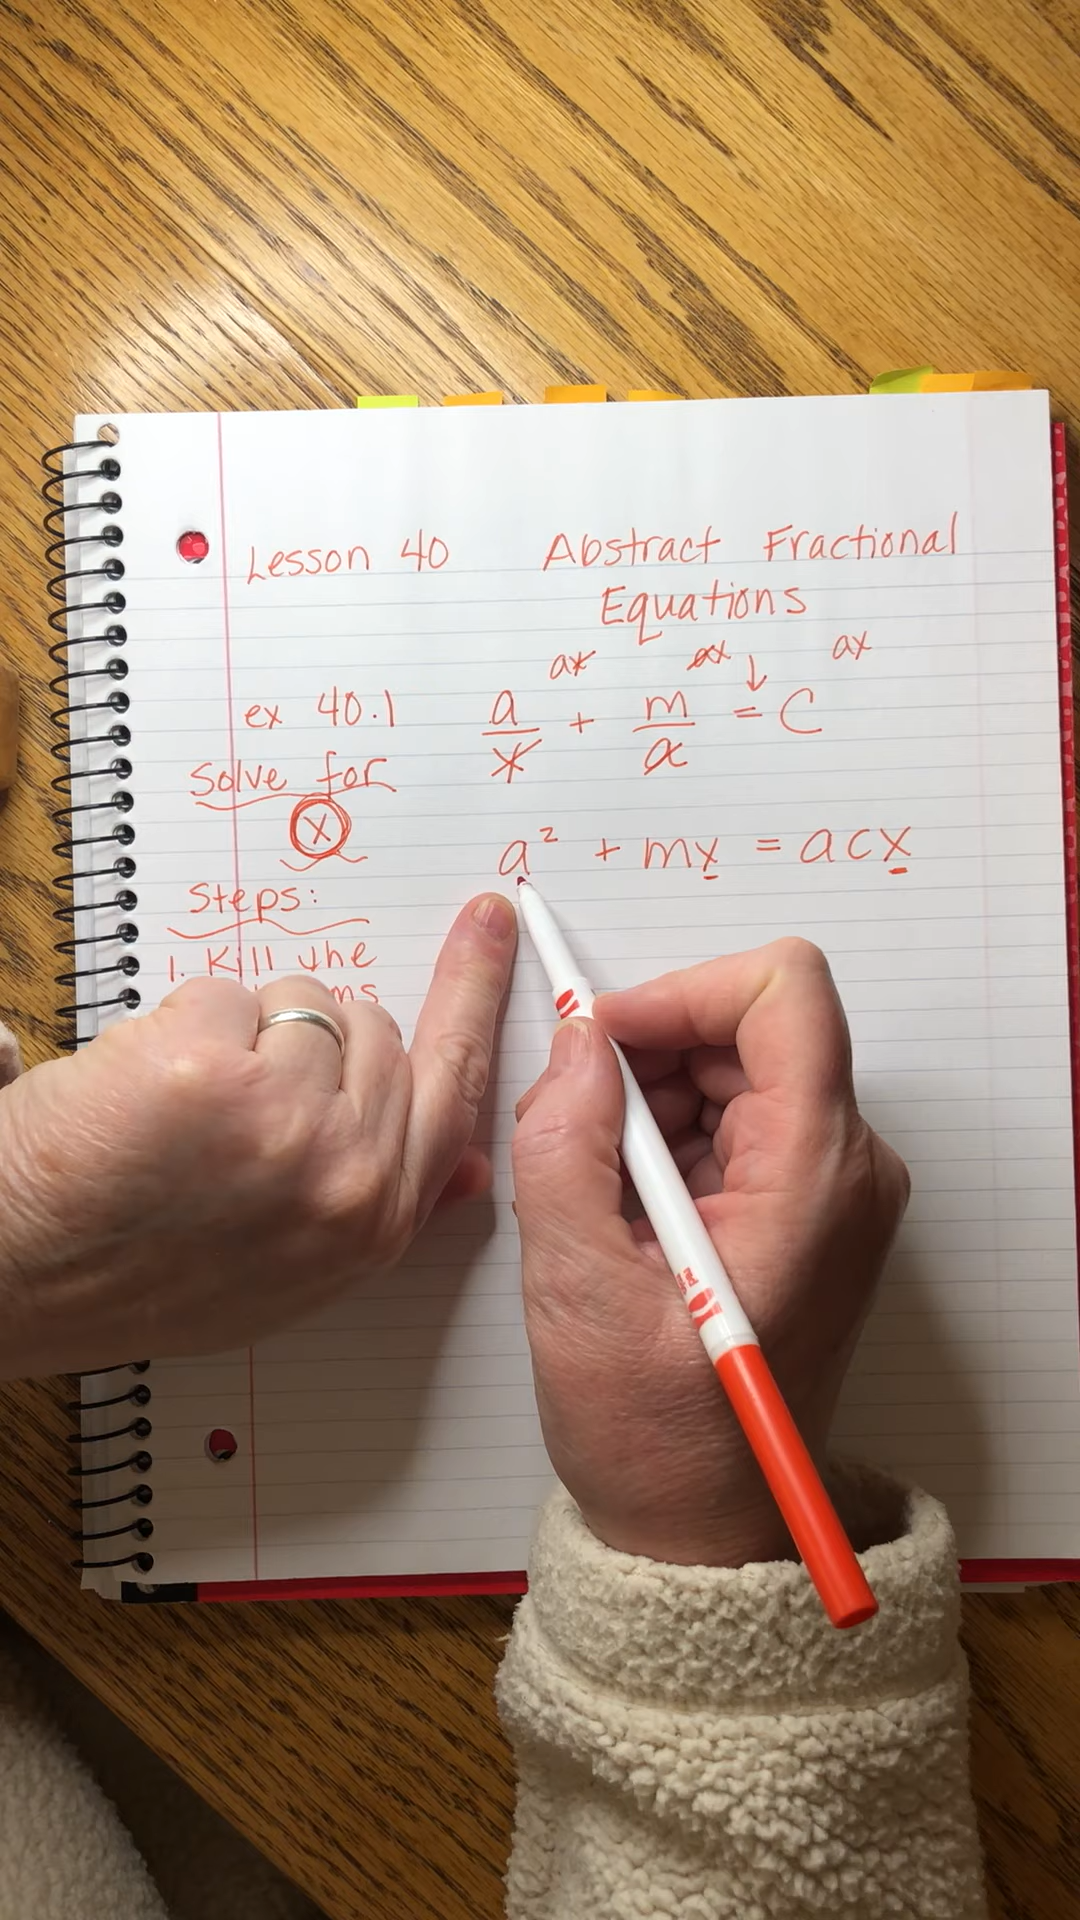 Lesson 40 Abstract Fractional
Equations
ax ax ↓ ax
ex 40.1 a/x + m/a = C
Solve for
x
a² + mx = acx
Steps:
1. Kill the